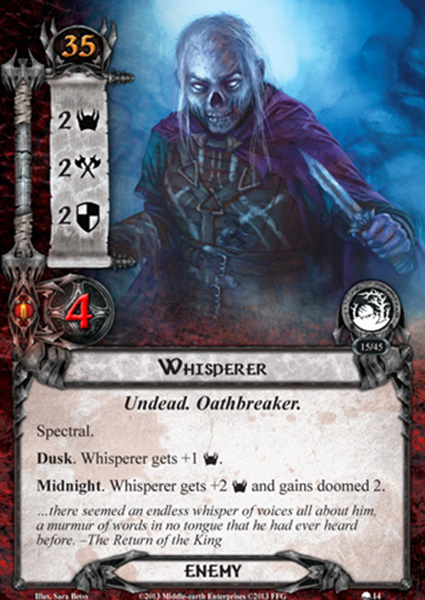 35
2
2
2
4
15/45
Whisperer
Undead. Oathbreaker.
Spectral.
Dusk. Whisperer gets +1 .
Midnight. Whisperer gets +2 and gains doomed 2.
...there seemed an endless whisper of voices all about him,
a murmur of words in no tongue that he had ever heard
before. –The Return of the King
ENEMY
Illus. Sara Betsy ©2013 Middle-earth Enterprises ©2013 FFG 14